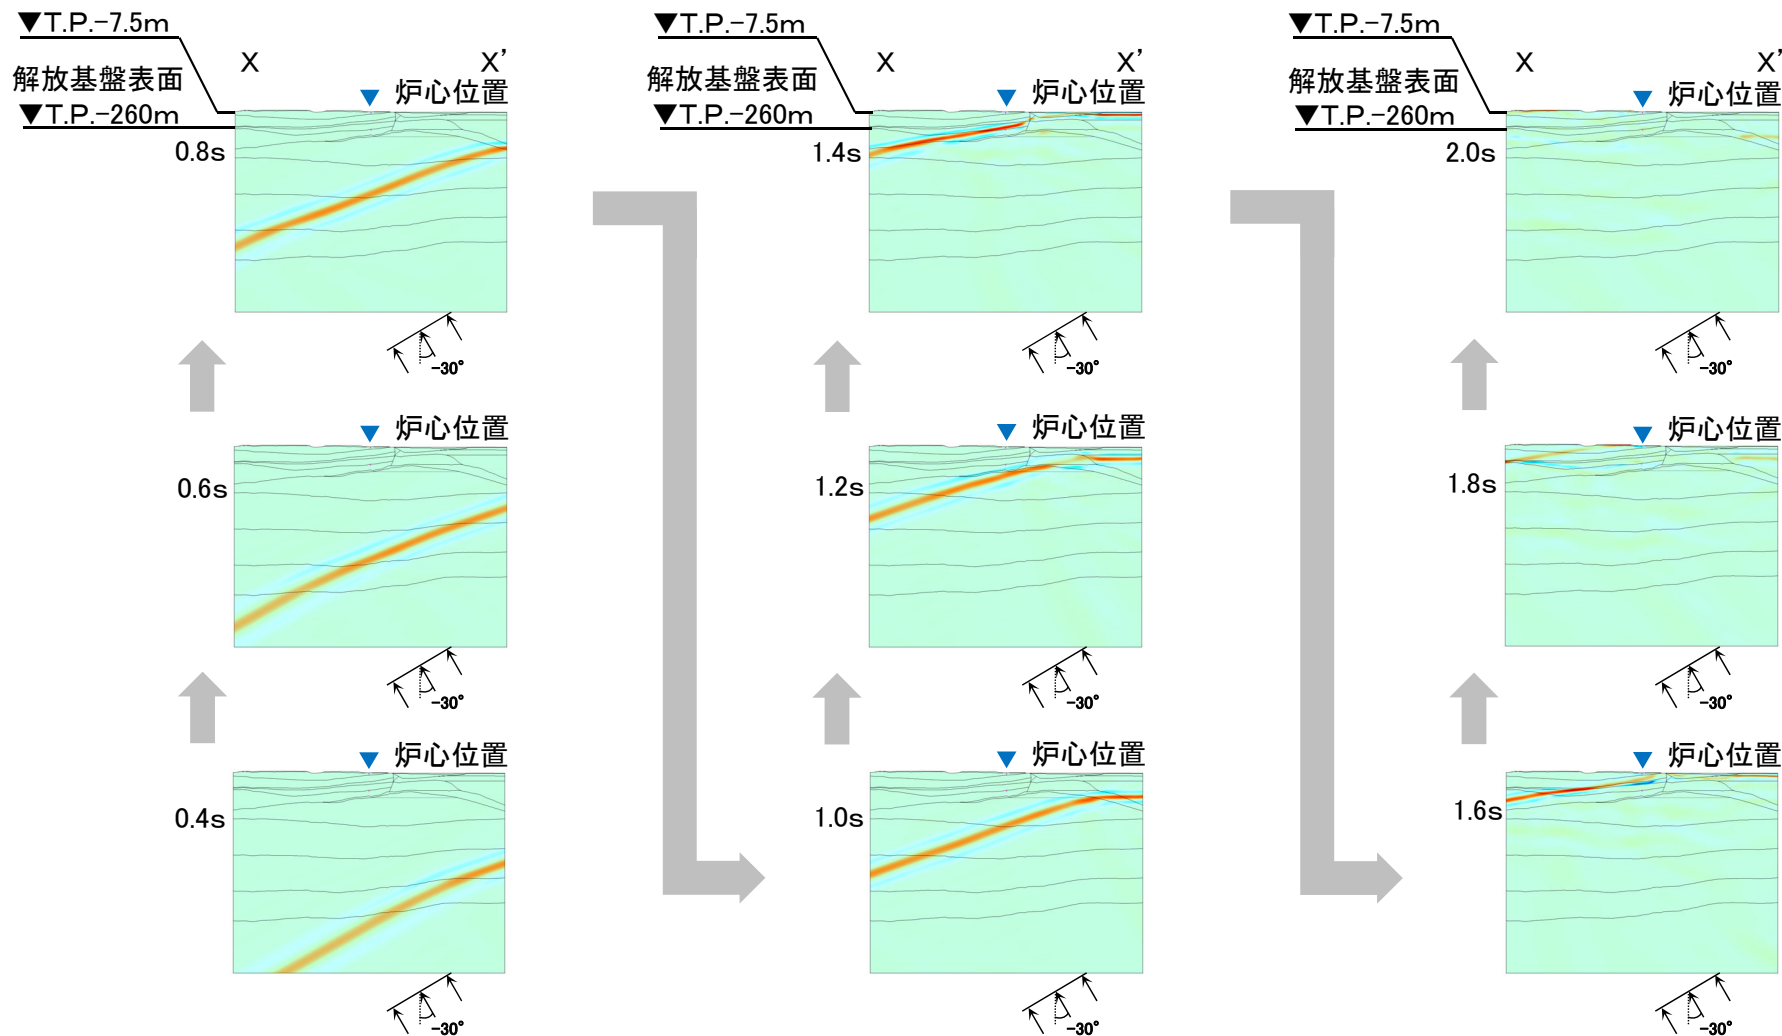 ▼T.P.-7.5m
X X'
解放基盤表面
炉心位置
▼T.P.-260m
0.8s
-30°
炉心位置
0.6s
-30°
炉心位置
0.4s
-30°
▼T.P.-7.5m
X X'
解放基盤表面
炉心位置
▼T.P.-260m
1.4s
-30°
炉心位置
1.2s
-30°
炉心位置
1.0s
-30°
▼T.P.-7.5m
X X'
解放基盤表面
炉心位置
▼T.P.-260m
2.0s
-30°
炉心位置
1.8s
-30°
炉心位置
1.6s
-30°